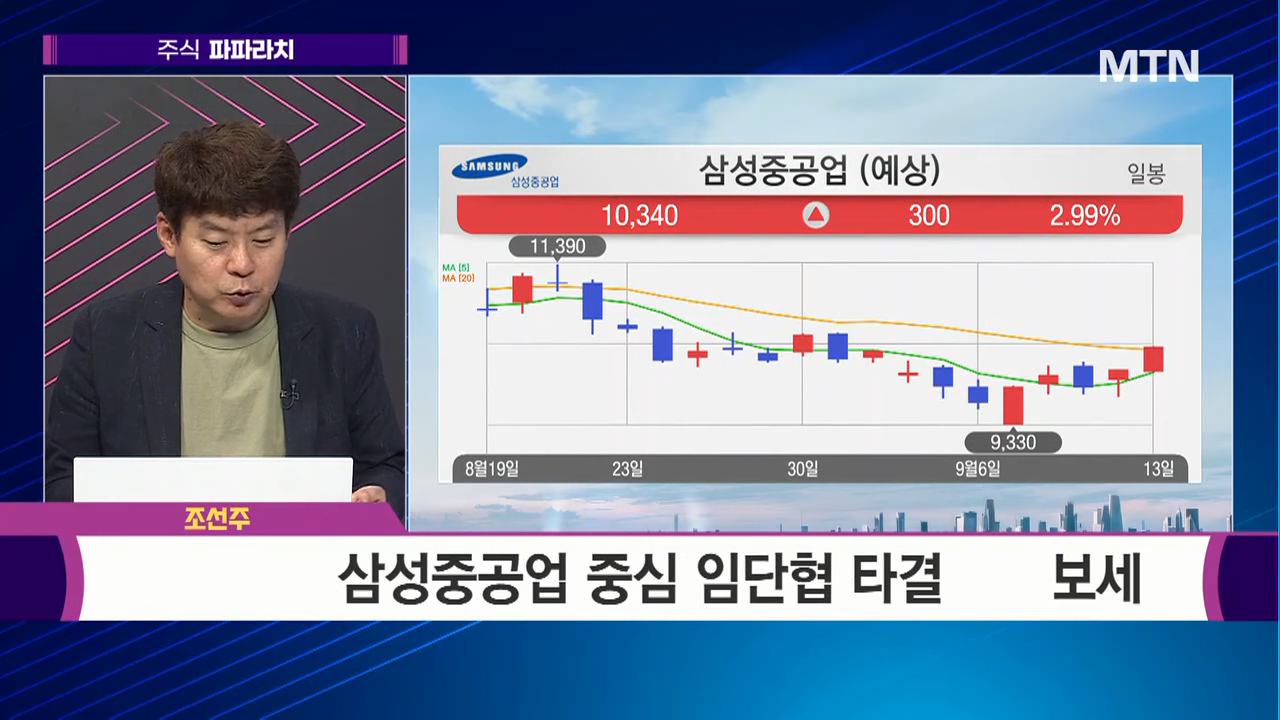 주식 파파라치
MTN
SAMSUNG
삼성중공업
삼성중공업 (예상)
일봉
10,340 300 2.99%
11,390
MA [5]
MA [20]
9,330
8월19일 23일 30일 9월6일 13일
조선주
삼성중공업 중심 임단협 타결 보세